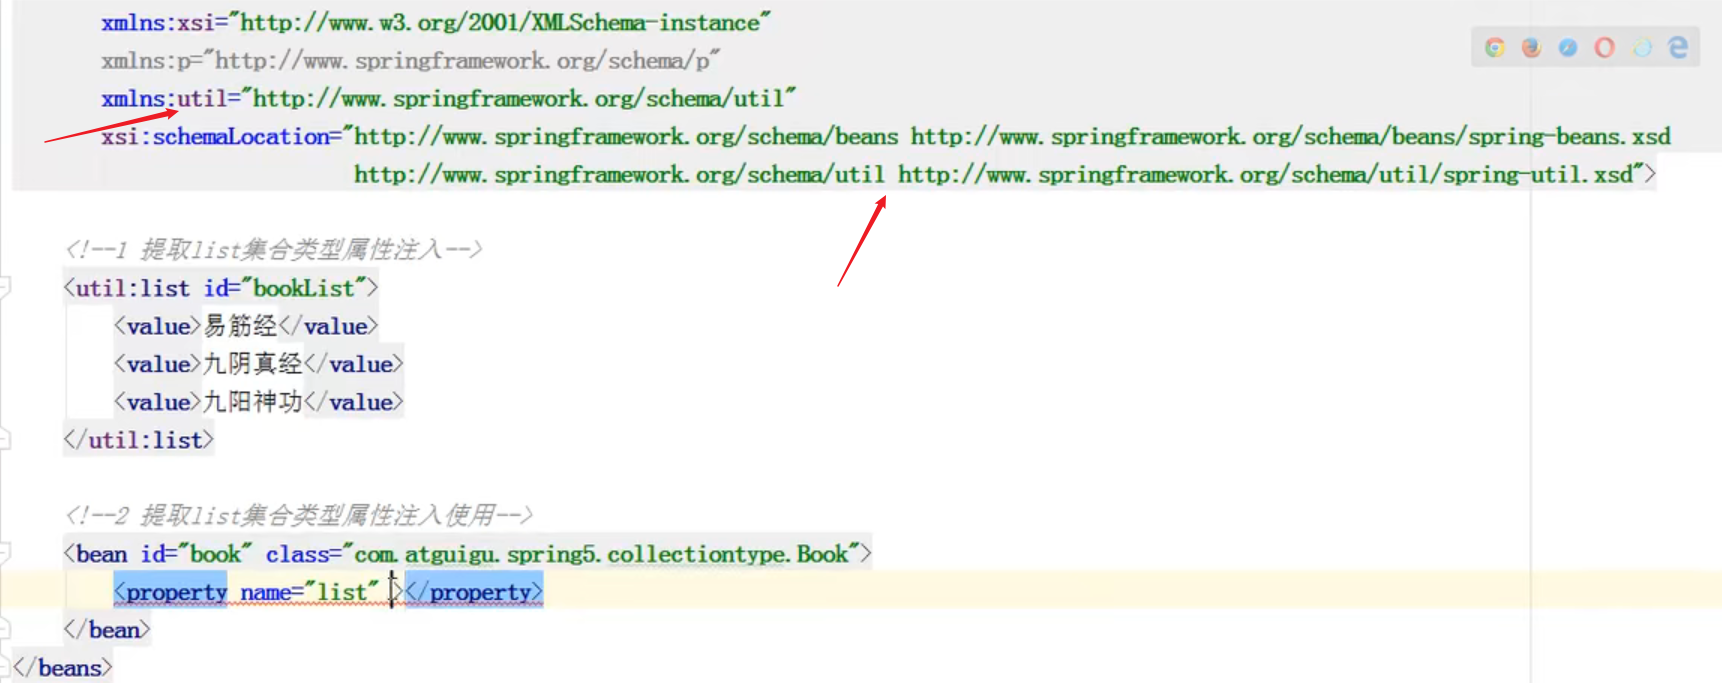 xmlns:xsi="http://www.w3.org/2001/XMLSchema-instance"
xmlns:p="http://www.springframework.org/schema/p"
xmlns:util="http://www.springframework.org/schema/util"
xsi:schemaLocation="http://www.springframework.org/schema/beans http://www.springframework.org/schema/beans/spring-beans.xsd
http://www.springframework.org/schema/util http://www.springframework.org/schema/util/spring-util.xsd">
<!--1 提取list集合类型属性注入-->
<util:list id="bookList">
<value>易筋经</value>
<value>九阴真经</value>
<value>九阳神功</value>
</util:list>
<!--2 提取list集合类型属性注入使用-->
<bean id="book" class="com.atguigu.spring5.collectiontype.Book">
<property name="list" ></property>
</bean>
</beans>